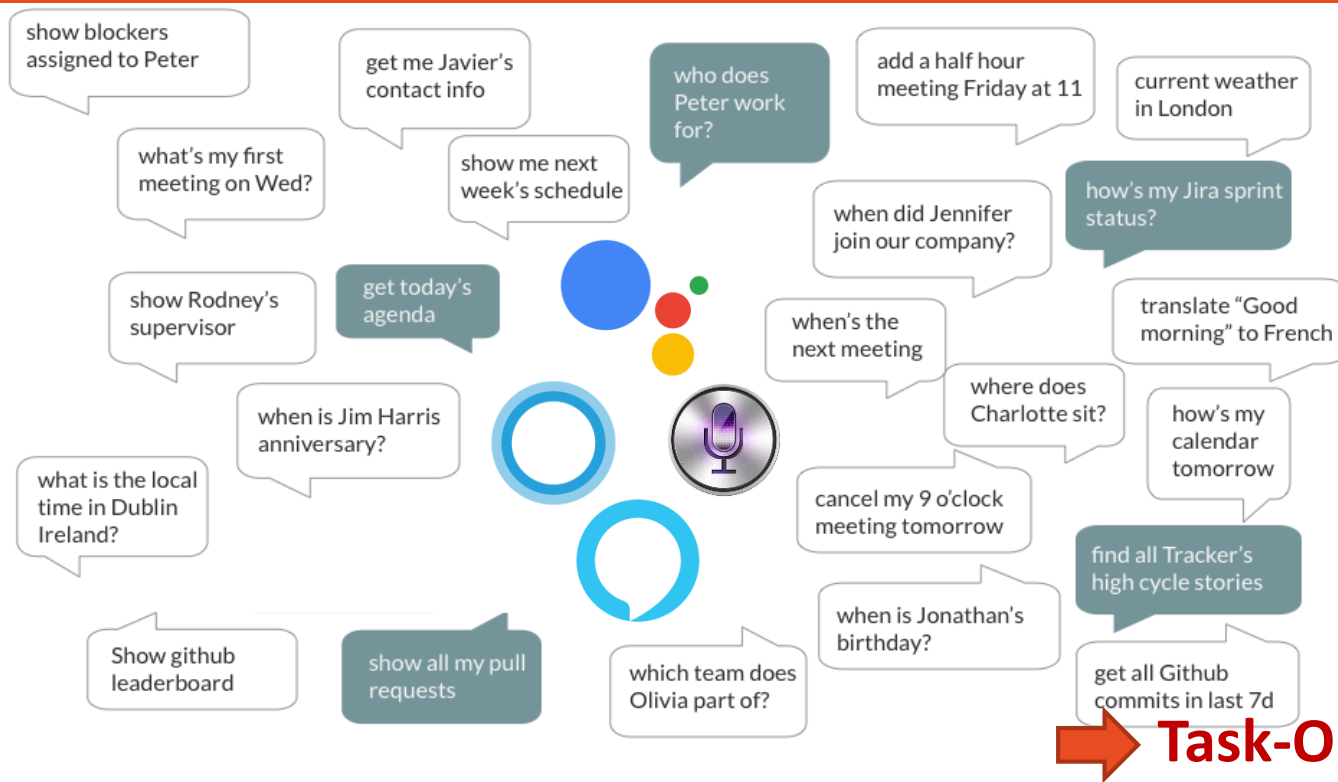 show blockers
assigned to Peter
get me Javier's
contact info
who does
Peter work
for?
add a half hour
meeting Friday at 11
current weather
in London
what's my first
meeting on Wed?
show me next
week's schedule
when did Jennifer
join our company?
how's my Jira sprint
status?
show Rodney's
supervisor
get today's
agenda
when's the
next meeting
translate “Good
morning” to French
when is Jim Harris
anniversary?
where does
Charlotte sit?
how's my
calendar
tomorrow
what is the local
time in Dublin
Ireland?
cancel my 9 o'clock
meeting tomorrow
find all Tracker's
high cycle stories
when is Jonathan's
birthday?
Show github
leaderboard
show all my pull
requests
which team does
Olivia part of?
get all Github
commits in last 7d
Task-O